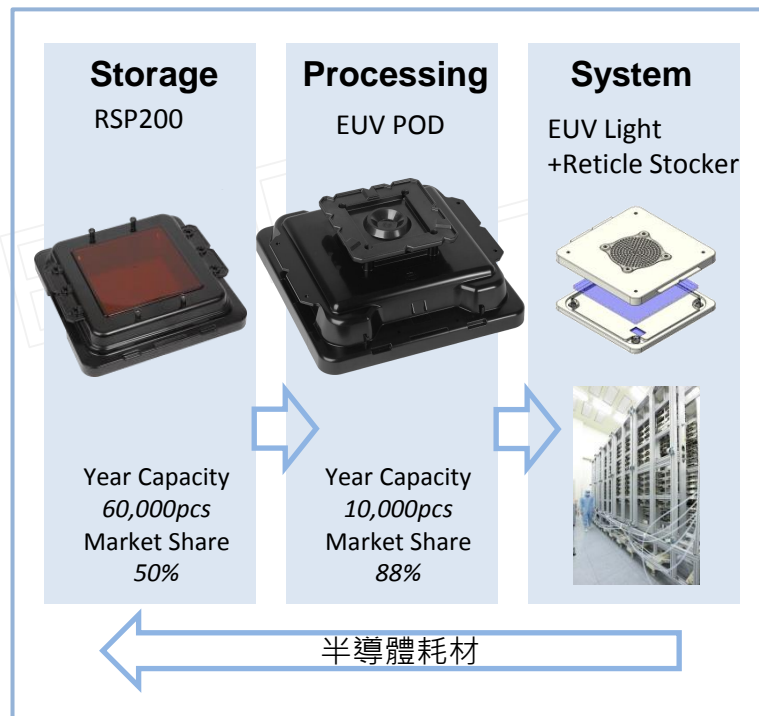 Storage
RSP200
Year Capacity
60,000pcs
Market Share
50%
Processing
EUV POD
Year Capacity
10,000pcs
Market Share
88%
System
EUV Light
+Reticle Stocker
半導體耗材